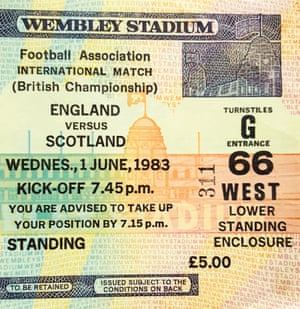 WEMBLEY STADIUM
Football Association
INTERNATIONAL MATCH
(British Championship)
ENGLAND
VERSUS
SCOTLAND
WEDNES., 1 JUNE, 1983
KICK-OFF 7.45 p.m.
YOU ARE ADVISED TO TAKE UP
YOUR POSITION BY 7.15 p.m.
STANDING
TURNSTILES
G
ENTRANCE
66
311
WEST
LOWER
STANDING
ENCLOSURE
£5.00
TO BE RETAINED
ISSUED SUBJECT TO THE
CONDITIONS ON BACK